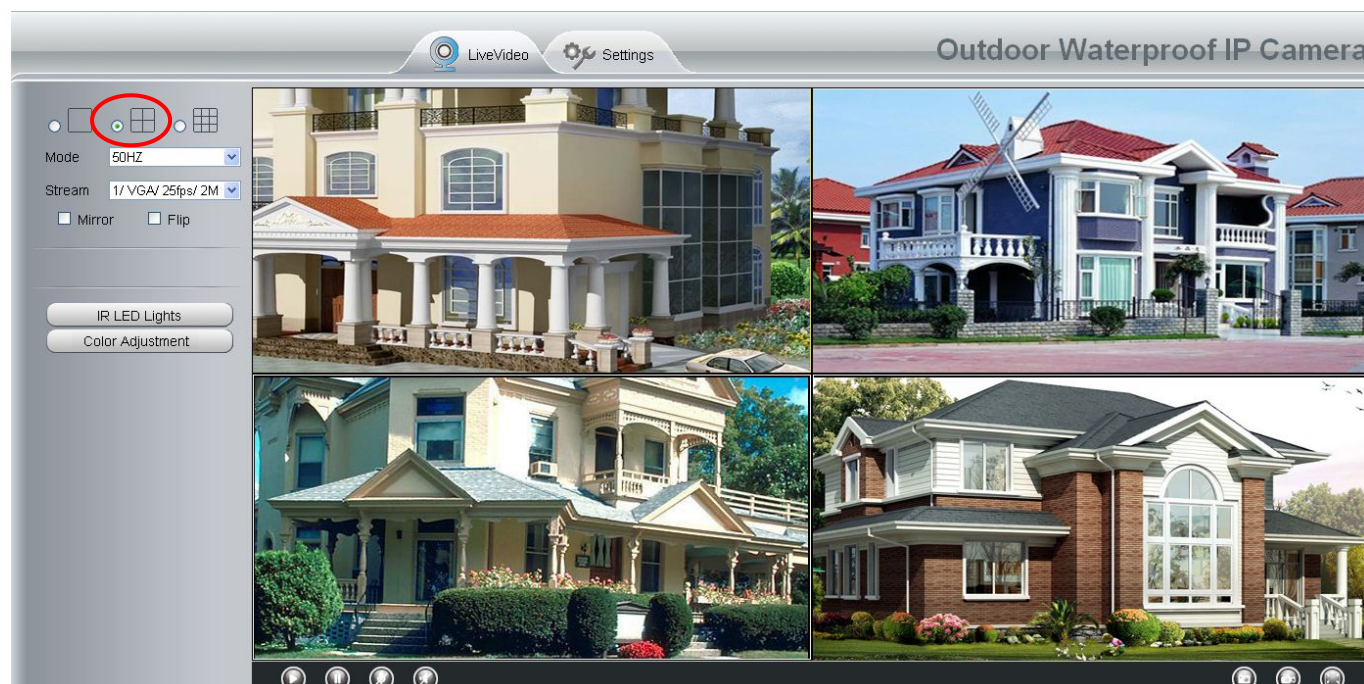 LiveVideo
Settings
Outdoor Waterproof IP Camera
Mode 50HZ
Stream 1/ VGA/ 25fps/ 2M
Mirror Flip
IR LED Lights
Color Adjustment